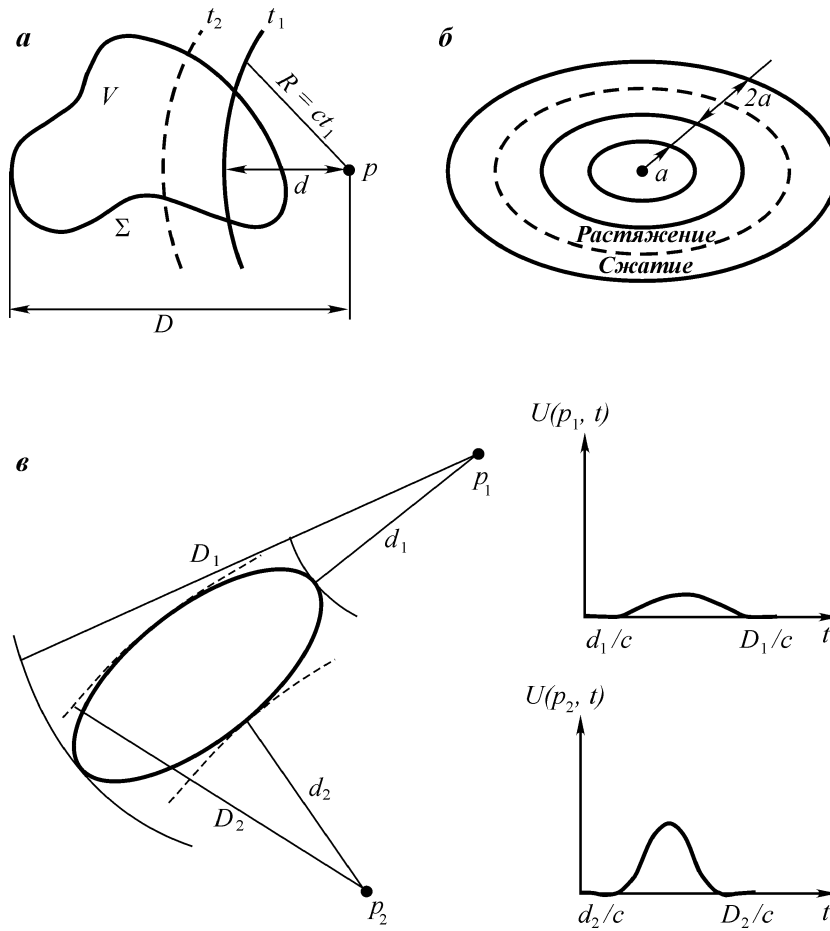 а
t₂
t₁
V
R = ct₁
d
p
Σ
D
б
2a
a
Растяжение
Сжатие
в
p₁
D₁
d₁
d₂
D₂
p₂
U(p₁, t)
d₁/c
D₁/c
t
U(p₂, t)
d₂/c
D₂/c
t